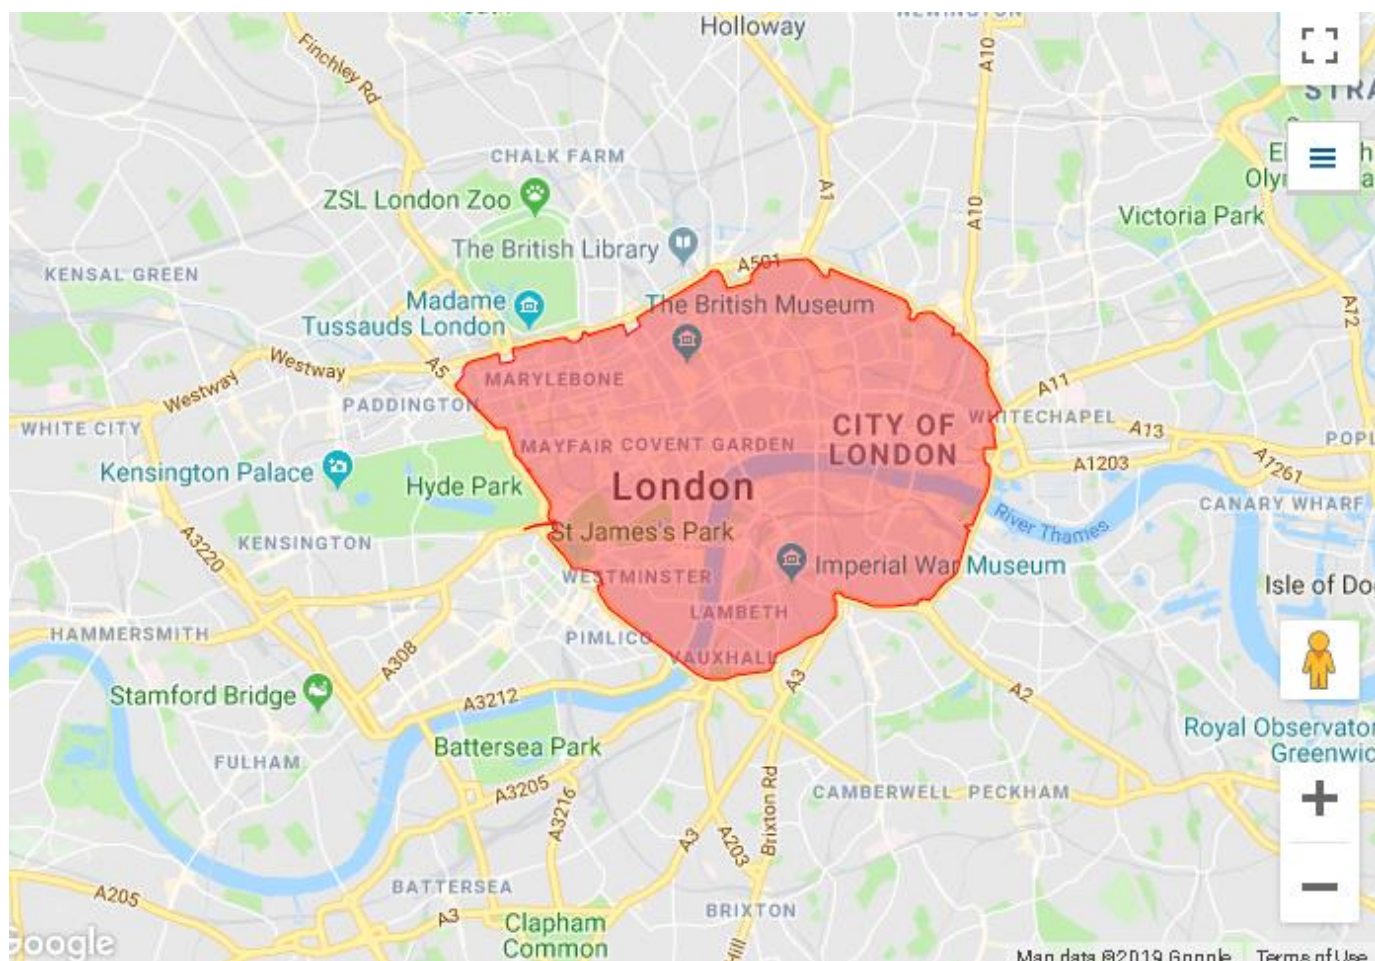 Holloway
Finchley Rd
A10
CHALK FARM
A1
A10
ZSL London Zoo
Victoria Park
The British Library
A501
KENSAL GREEN
Madame
Tussauds London
The British Museum
A72
Westway
Westway
A5
MARYLEBONE
PADDINGTON
A11
WHITE CITY
WHITECHAPEL
A13
CITY OF
LONDON
MAYFAIR
COVENT GARDEN
Kensington Palace
Hyde Park
London
A1203
A1261
CANARY WHARF
River Thames
A3220
KENSINGTON
St James's Park
WESTMINSTER
Imperial War Museum
Isle of Do
HAMMERSMITH
LAMBETH
PIMLICO
VAUXHALL
A308
A3
A2
Stamford Bridge
A3212
Royal Observator
Greenwic
Battersea Park
FULHAM
A3205
A3216
A3
A203
Brixton Rd
CAMBERWELL
PECKHAM
A205
BATTERSEA
A3
Clapham
Common
BRIXTON
Hill
Google
Map data ©2019 Google
Terms of Use